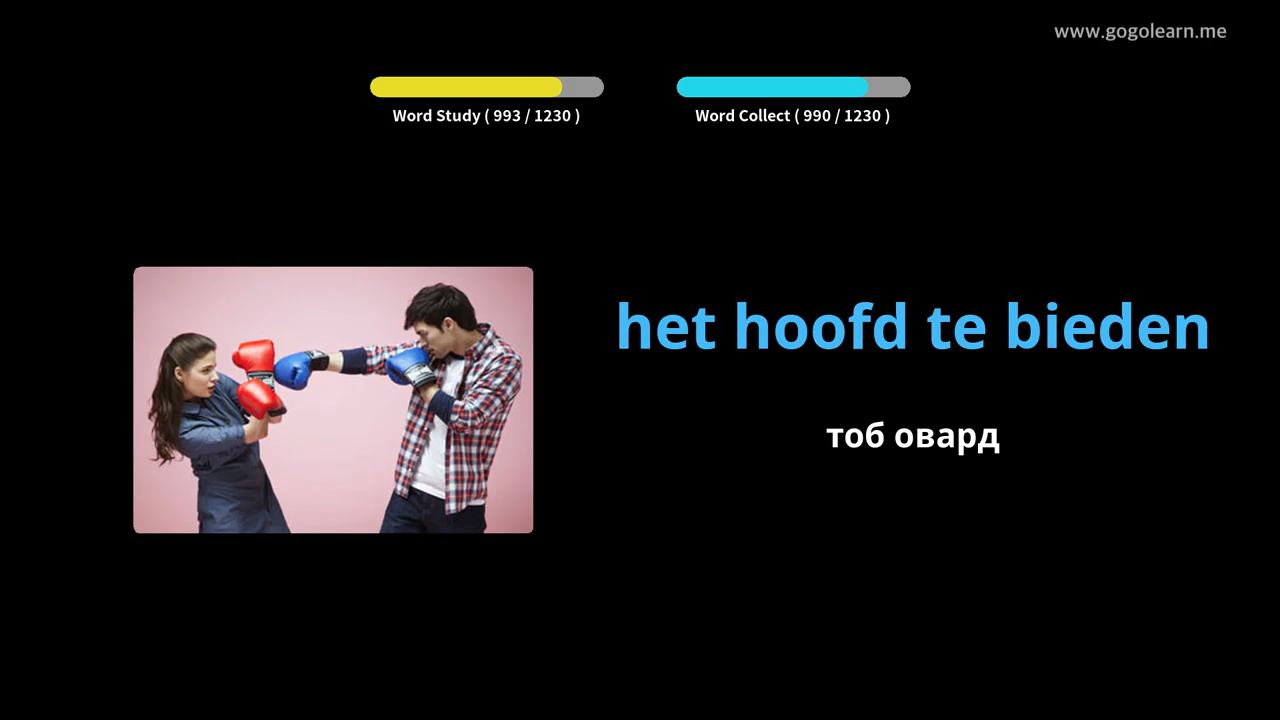 www.gogolearn.me
Word Study ( 993 / 1230 )
Word Collect ( 990 / 1230 )
het hoofd te bieden
тоб овард